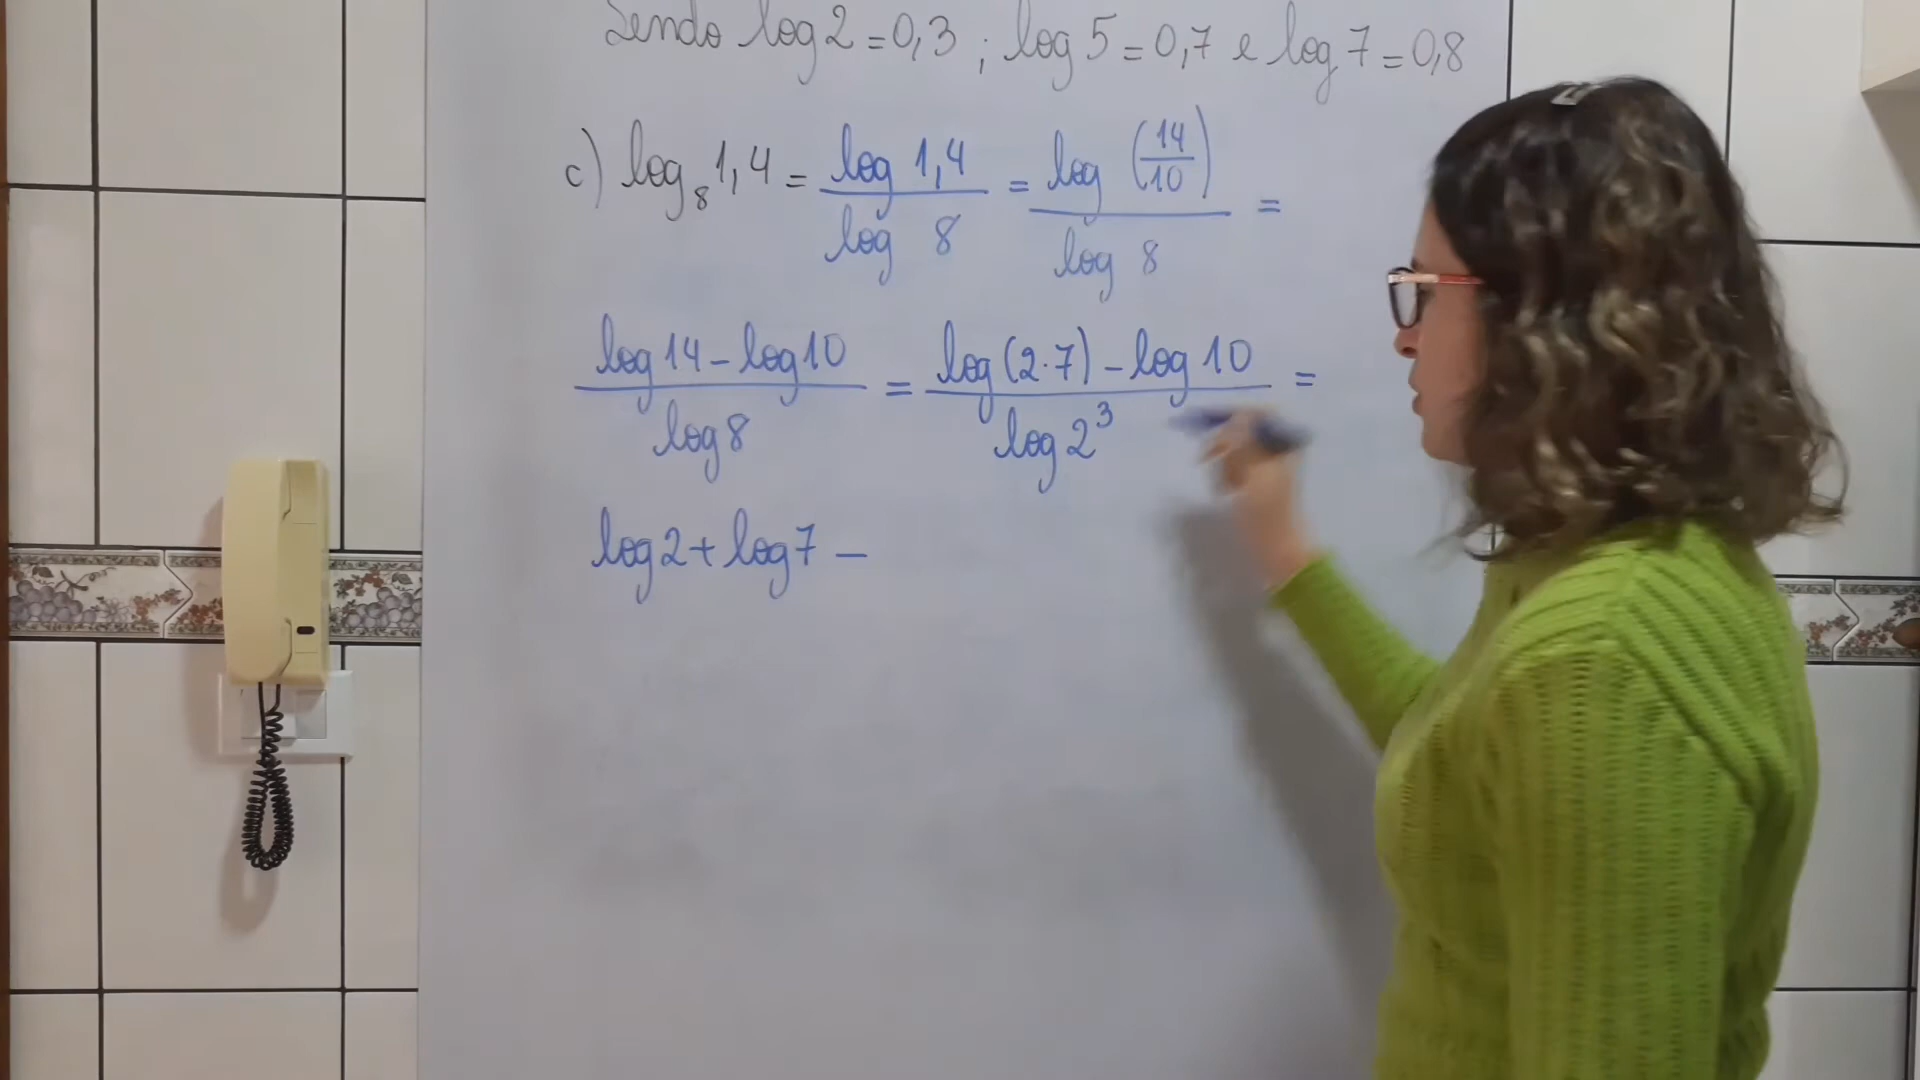 Sendo log 2 = 0,3 ; log 5 = 0,7 e log 7 = 0,8
c) log₈ 1,4 = log 1,4 / log 8 = log (14/10) / log 8 =
log 14 - log 10 / log 8 = log (2·7) - log 10 / log 2³ =
log 2 + log 7 -